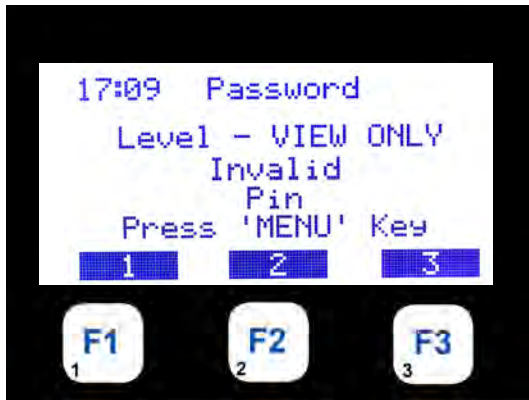 17:09 Password
Level - VIEW ONLY
Invalid
Pin
Press 'MENU' Key
1 2 3
F1 F2 F3
1 2 3